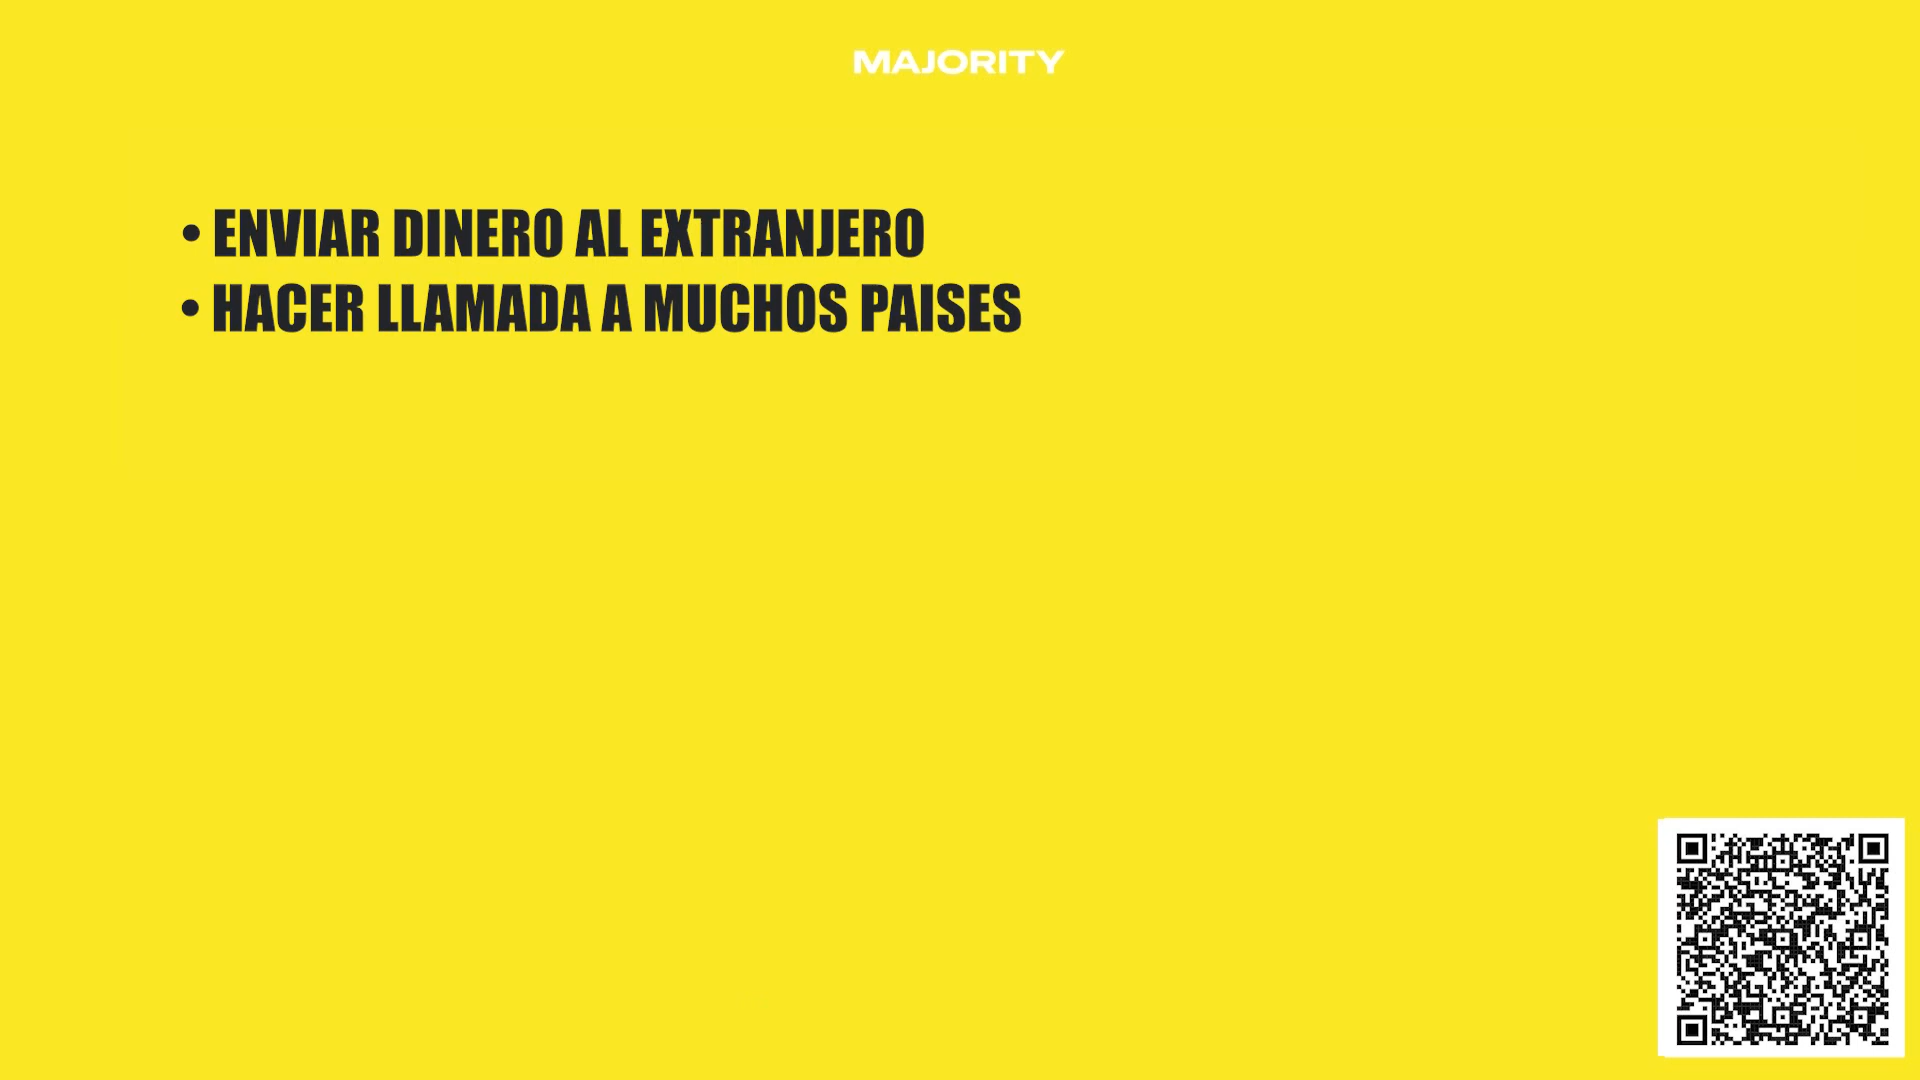 MAJORITY
• ENVIAR DINERO AL EXTRANJERO
• HACER LLAMADA A MUCHOS PAISES